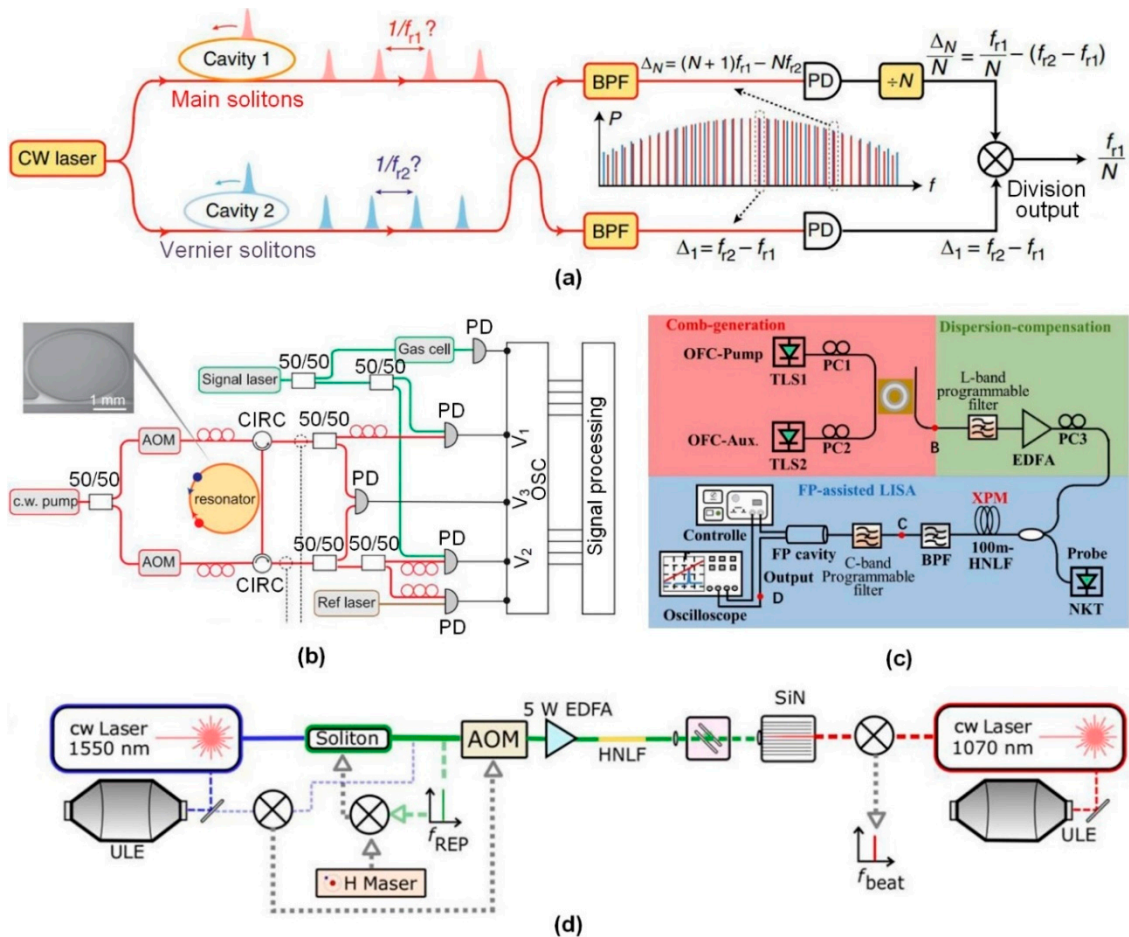 Cavity 1
Main solitons
1/fr1?
CW laser
Cavity 2
Vernier solitons
1/fr2?
BPF
ΔN = (N + 1)fr1 – Nfr2
PD
÷N
ΔN/N = fr1/N – (fr2 – fr1)
P
f
fr1/N
Division
output
BPF
Δ1 = fr2 – fr1
PD
Δ1 = fr2 – fr1
(a)
1 mm
c.w. pump
50/50
AOM
AOM
CIRC
CIRC
resonator
Signal laser
50/50
Gas cell
PD
50/50
50/50
PD
PD
50/50
50/50
PD
Ref laser
PD
V1
V3
V2
OSC
Signal processing
(b)
Comb-generation
Dispersion-compensation
OFC-Pump
TLS1
PC1
OFC-Aux.
TLS2
PC2
B
L-band
programmable
filter
EDFA
PC3
FP-assisted LISA
Controlle
FP cavity
Output
D
Oscilloscope
C-band
Programmable
filter
C
BPF
XPM
100m-
HNLF
Probe
NKT
(c)
cw Laser
1550 nm
ULE
Soliton
fREP
H Maser
AOM
5 W EDFA
HNLF
SiN
fbeat
cw Laser
1070 nm
ULE
(d)